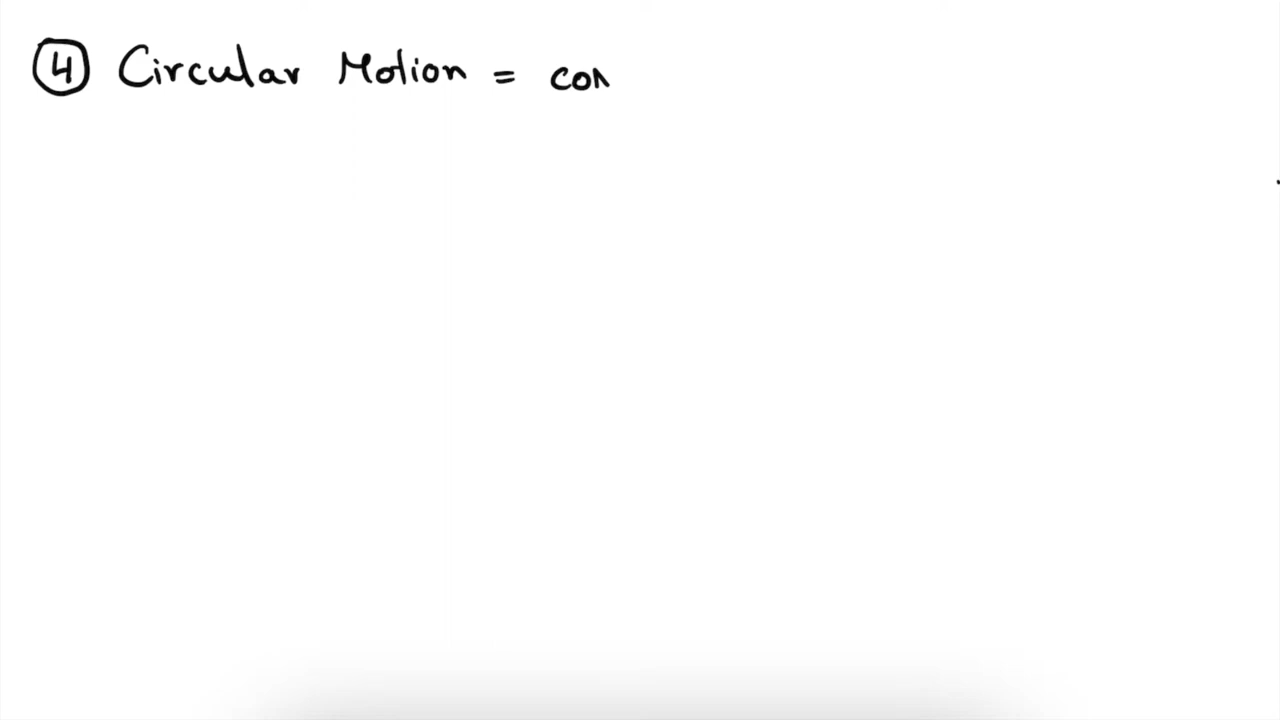 ④ Circular Motion = con